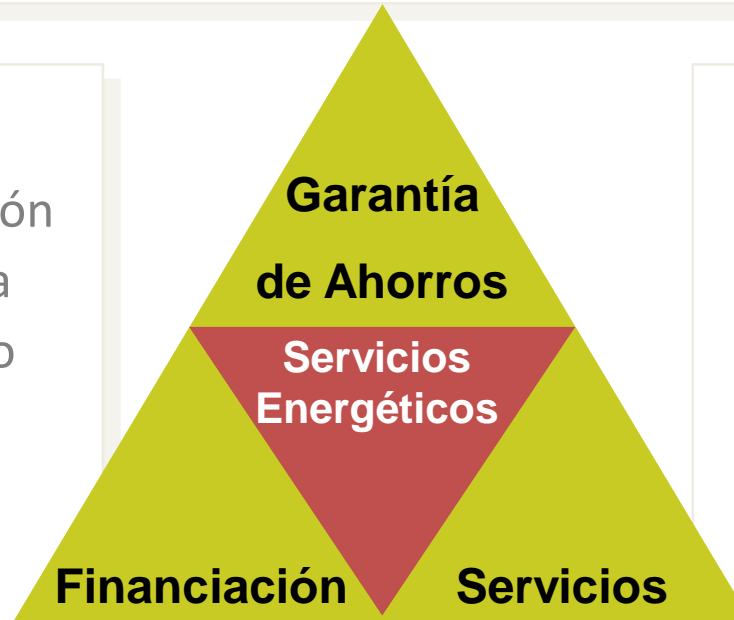 Garantía
de Ahorros
Servicios
Energéticos
Financiación
Servicios